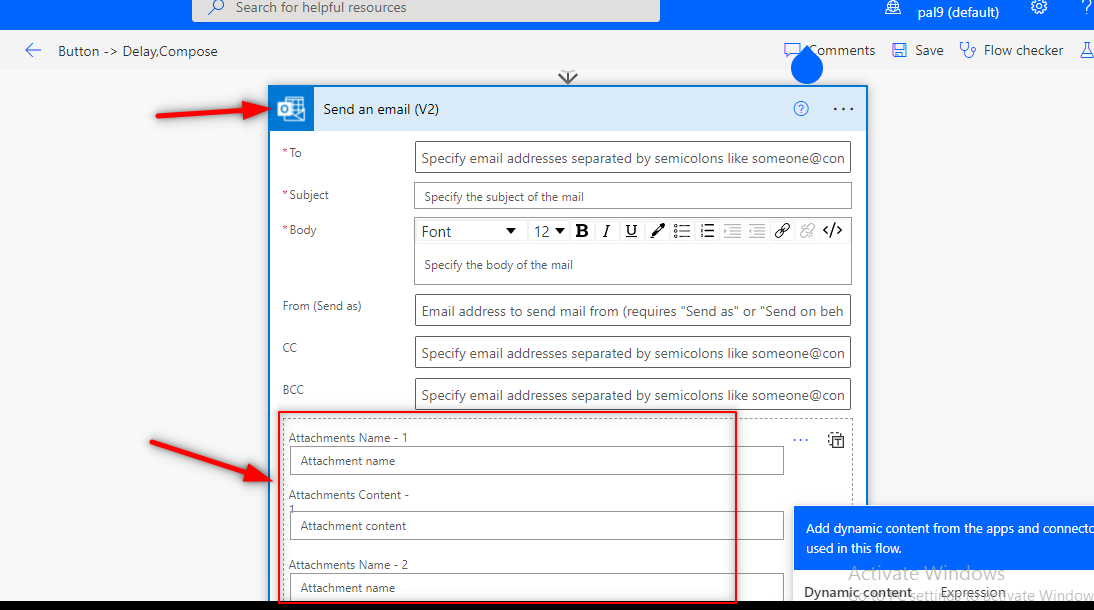 Search for helpful resources
pal9 (default)
?
Button -> Delay,Compose
Comments
Save
Flow checker
Send an email (V2)
?
...
*To
Specify email addresses separated by semicolons like someone@con
*Subject
Specify the subject of the mail
*Body
Font
12
B
I
U
</>
Specify the body of the mail
From (Send as)
Email address to send mail from (requires "Send as" or "Send on beh
CC
Specify email addresses separated by semicolons like someone@con
BCC
Specify email addresses separated by semicolons like someone@con
Attachments Name - 1
...
Attachment name
Attachments Content -
1
Attachment content
Attachments Name - 2
Attachment name
Add dynamic content from the apps and connecto
used in this flow.
Activate Windows
Dynamic content
Expression
Go to PC settings to activate Window